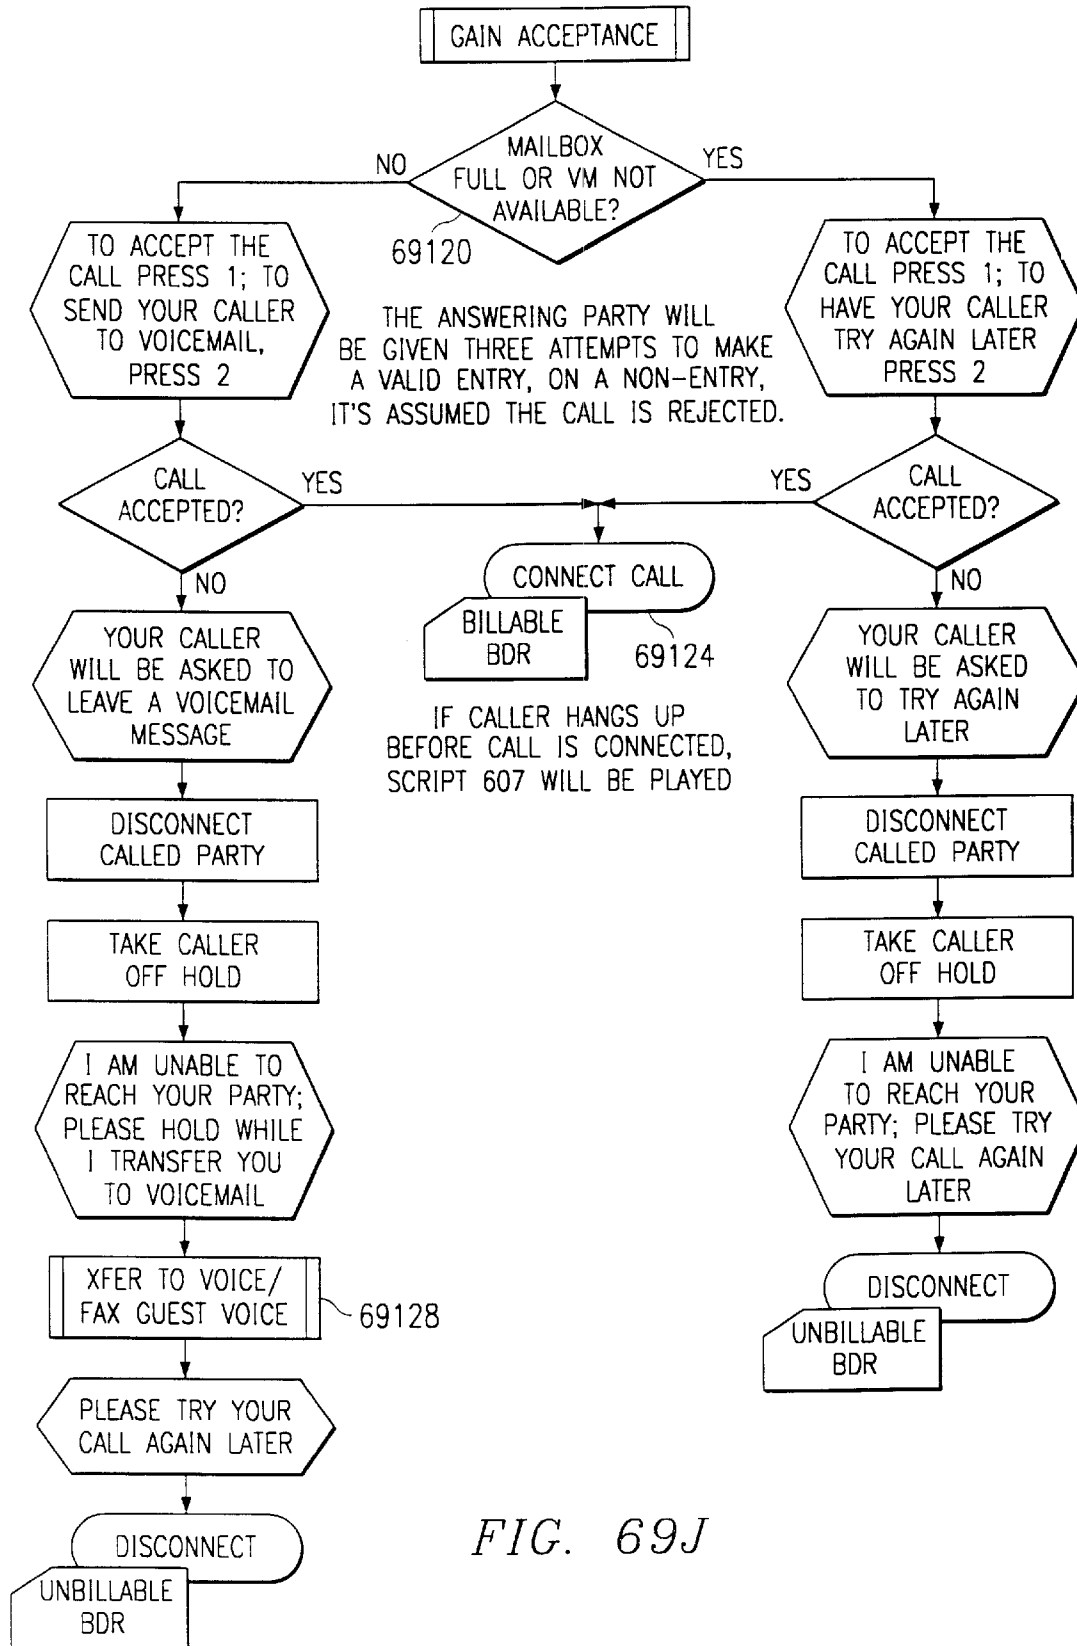 GAIN ACCEPTANCE
MAILBOX
FULL OR VM NOT
AVAILABLE?
NO
YES
69120
TO ACCEPT THE
CALL PRESS 1; TO
SEND YOUR CALLER
TO VOICEMAIL,
PRESS 2
TO ACCEPT THE
CALL PRESS 1; TO
HAVE YOUR CALLER
TRY AGAIN LATER
PRESS 2
THE ANSWERING PARTY WILL
BE GIVEN THREE ATTEMPTS TO MAKE
A VALID ENTRY, ON A NON-ENTRY,
IT'S ASSUMED THE CALL IS REJECTED.
CALL
ACCEPTED?
YES
NO
YES
CALL
ACCEPTED?
NO
CONNECT CALL
BILLABLE
BDR
69124
IF CALLER HANGS UP
BEFORE CALL IS CONNECTED,
SCRIPT 607 WILL BE PLAYED
YOUR CALLER
WILL BE ASKED TO
LEAVE A VOICEMAIL
MESSAGE
DISCONNECT
CALLED PARTY
TAKE CALLER
OFF HOLD
I AM UNABLE TO
REACH YOUR PARTY;
PLEASE HOLD WHILE
I TRANSFER YOU
TO VOICEMAIL
XFER TO VOICE/
FAX GUEST VOICE
69128
PLEASE TRY YOUR
CALL AGAIN LATER
DISCONNECT
UNBILLABLE
BDR
YOUR CALLER
WILL BE ASKED
TO TRY AGAIN
LATER
DISCONNECT
CALLED PARTY
TAKE CALLER
OFF HOLD
I AM UNABLE
TO REACH YOUR
PARTY; PLEASE TRY
YOUR CALL AGAIN
LATER
DISCONNECT
UNBILLABLE
BDR
FIG. 69J